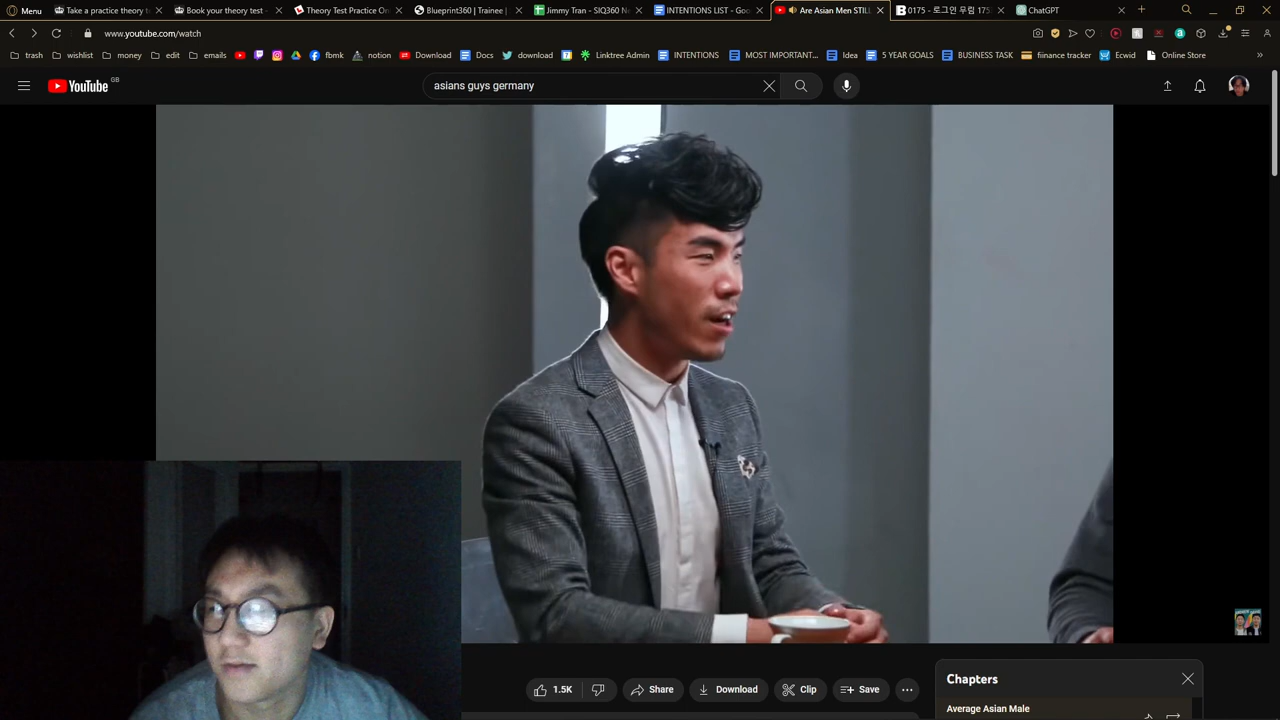 Menu
Take a practice theory t
Book your theory test -
Theory Test Practice On
Blueprint360 | Trainee |
Jimmy Tran - SIQ360 N
INTENTIONS LIST - Goo
Are Asian Men STILL
0175 - 로그인 무림 175
ChatGPT
www.youtube.com/watch
trash
wishlist
money
edit
emails
fbmk
notion
Download
Docs
download
Linktree Admin
INTENTIONS
MOST IMPORTANT...
Idea
5 YEAR GOALS
BUSINESS TASK
fiinance tracker
Ecwid
Online Store
YouTube GB
asians guys germany
1.5K
Share
Download
Clip
Save
Chapters
Average Asian Male